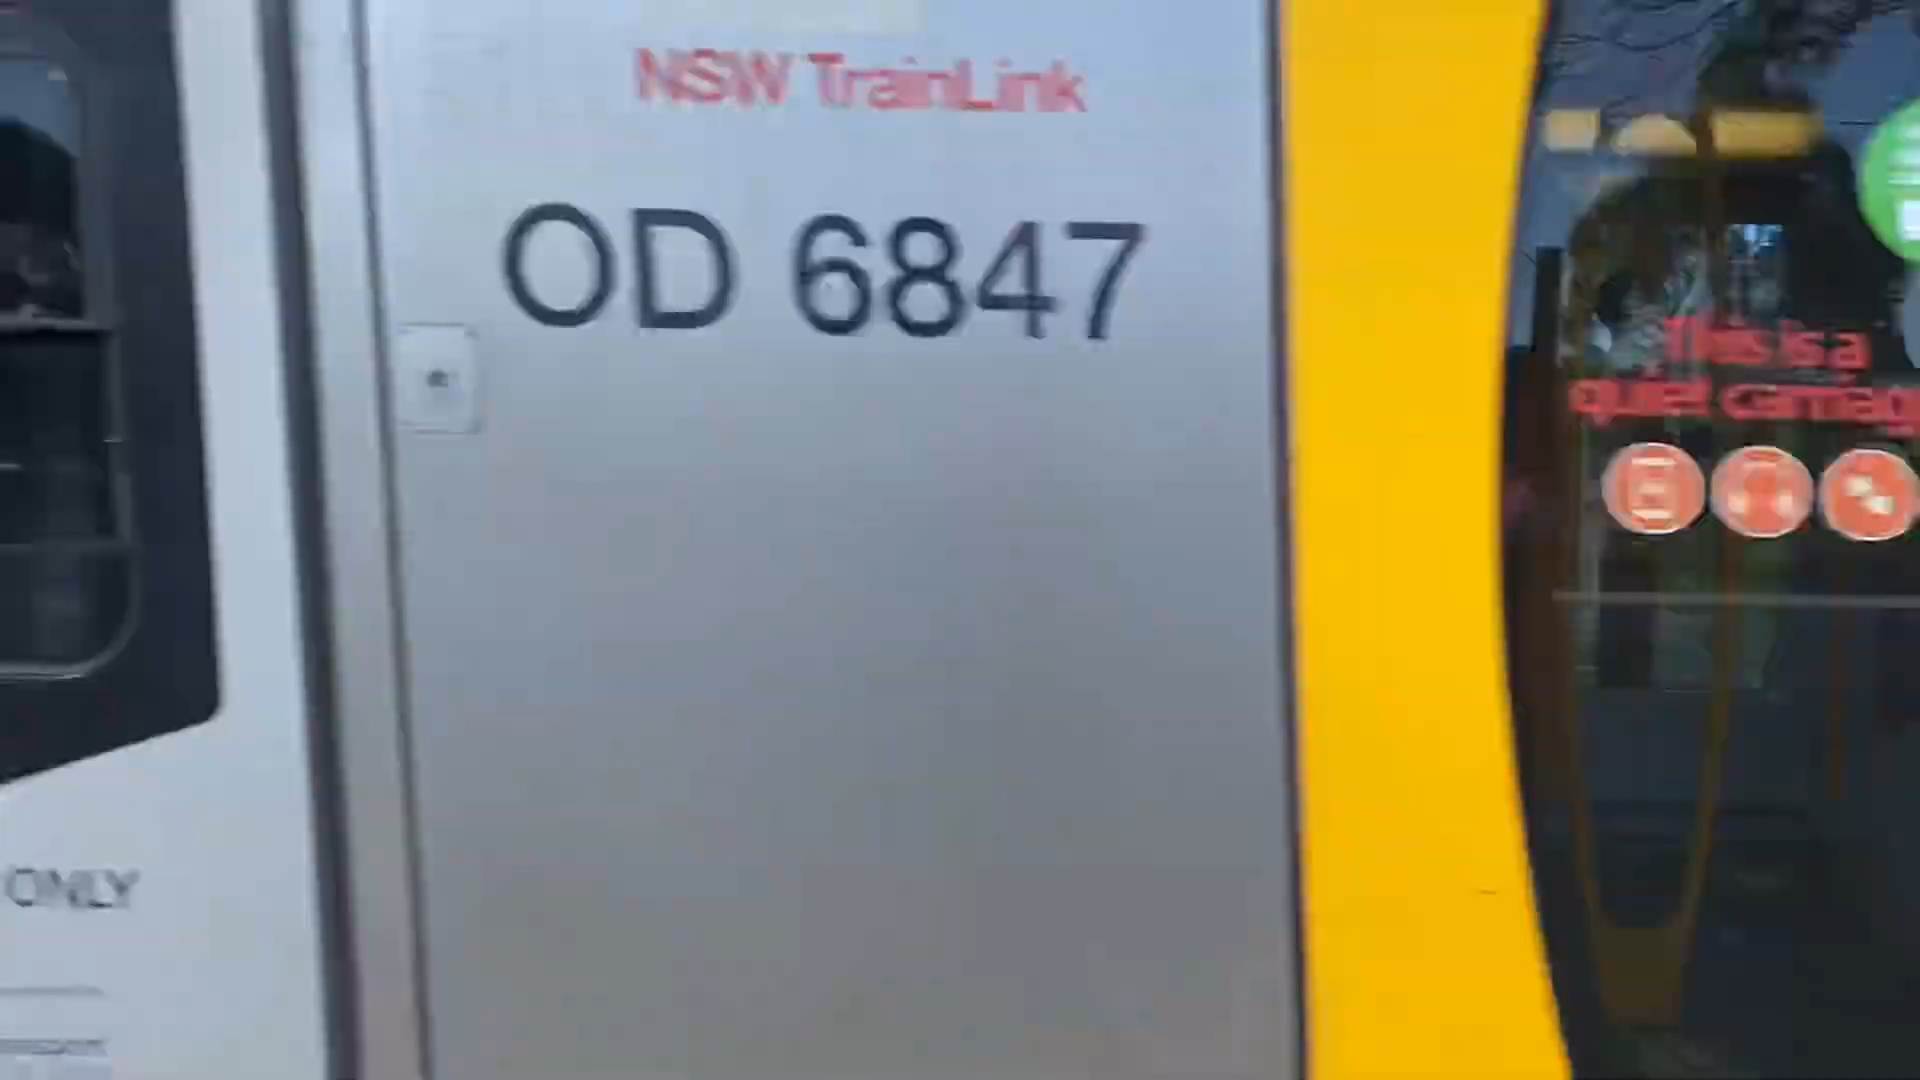 NSW TrainLink
OD 6847
This is a
quiet carriag
ONLY